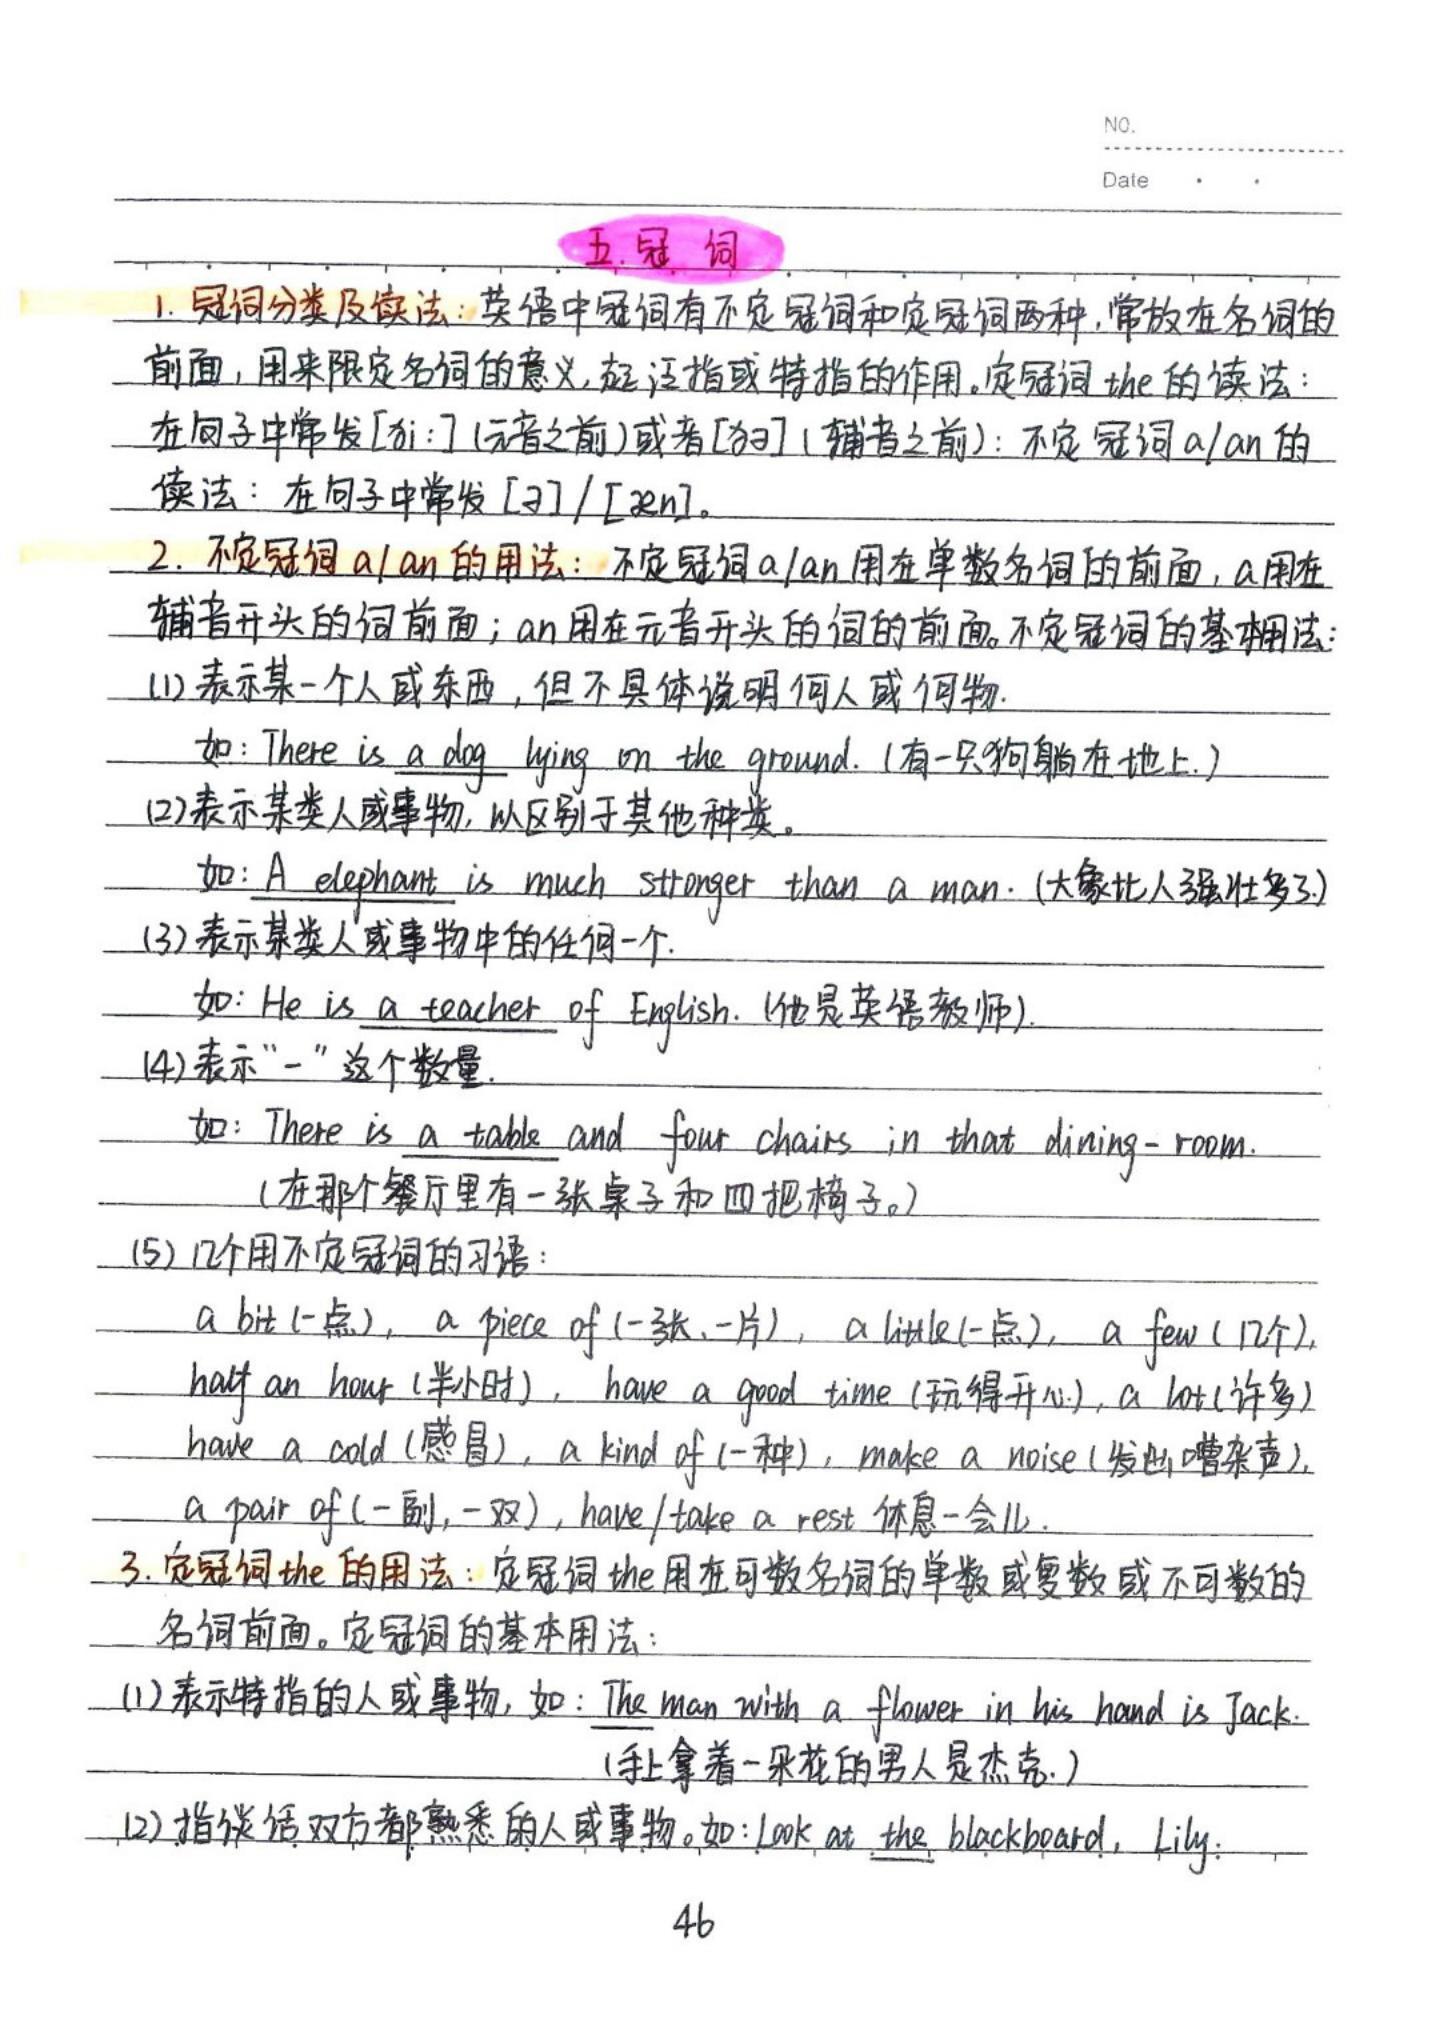 NO.
Date
五.冠 词
1. 冠词分类及读法：英语中冠词有不定冠词和定冠词两种,常放在名词的
前面,用来限定名词的意义,起泛指或特指的作用。定冠词 the 的读法：
在句子中常发[ði:](元音之前)或者[ðə](辅音之前)：不定冠词 a/an 的
读法：在句子中常发[ə]/[æn]。
2. 不定冠词 a/an 的用法：不定冠词 a/an 用在单数名词的前面, a用在
辅音开头的词前面；an用在元音开头的词的前面。不定冠词的基本用法：
(1)表示某一个人或东西,但不具体说明何人或何物.
如：There is a dog lying on the ground.(有一只狗躺在地上.)
(2)表示某类人或事物,以区别于其他种类。
如：A elephant is much stronger than a man.(大象比人强壮多了.)
(3)表示某类人或事物中的任何一个.
如：He is a teacher of English.(他是英语教师).
(4)表示"一"这个数量.
如：There is a table and four chairs in that dining-room.
(在那个餐厅里有一张桌子和四把椅子。)
(5)几个用不定冠词的习语：
a bit(一点), a piece of(一张、一片), a little(一点), a few(几个),
half an hour(半小时), have a good time(玩得开心), a lot(许多)
have a cold(感冒), a kind of(一种), make a noise(发出嘈杂声),
a pair of(一副,一双), have/take a rest 休息一会儿.
3. 定冠词the 的用法：定冠词 the 用在可数名词的单数或复数或不可数的
名词前面。定冠词的基本用法：
(1)表示特指的人或事物,如：The man with a flower in his hand is Jack.
(手上拿着一朵花的男人是杰克.)
(2)指谈话双方都熟悉的人或事物。如：Look at the blackboard, Lily.
46